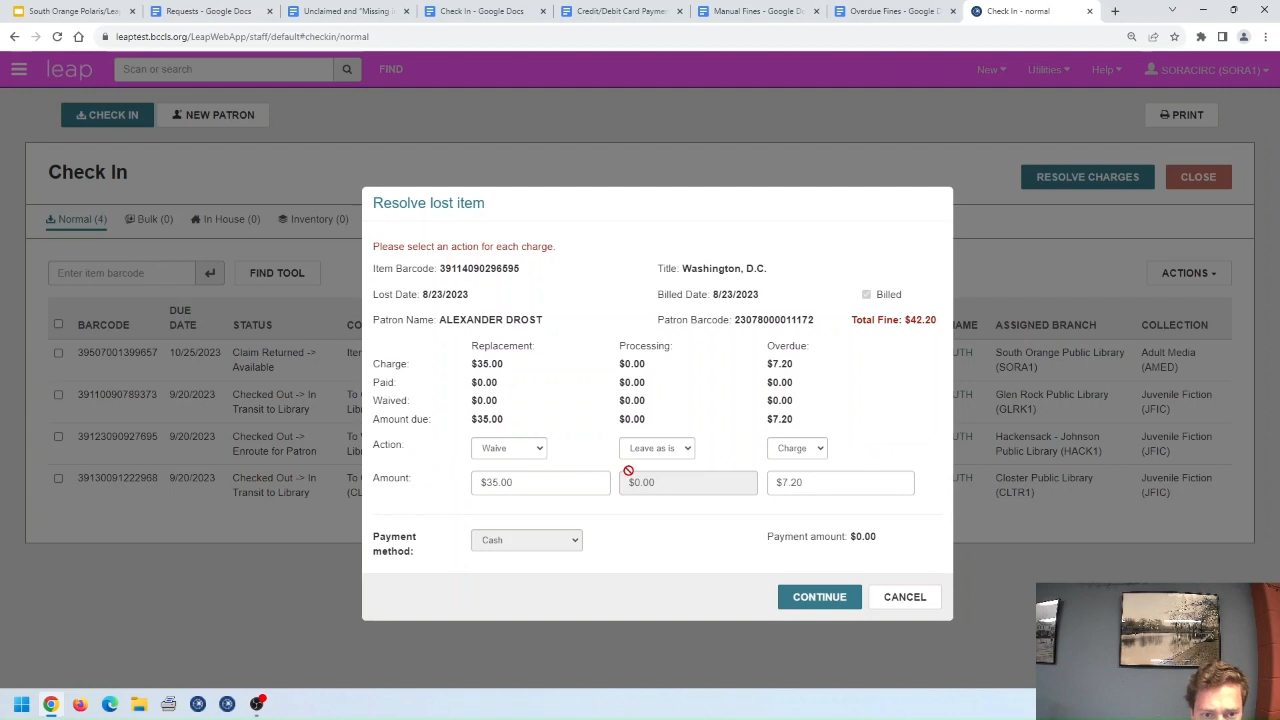 South Orange Polaris/Leap
Requests - Google Docs
Unclaimed and "Missing I
Check In - Google Docs
Credit/Debit Card Payme
Manual Fines - Google D
Overdue Fines - Google D
Check In - normal
leaptest.bccls.org/LeapWebApp/staff/default#checkin/normal
leap
Scan or search
FIND
New
Utilities
Help
SORACIRC (SORA1)
CHECK IN
NEW PATRON
PRINT
Check In
RESOLVE CHARGES
CLOSE
Normal (4)
Bulk (0)
In House (0)
Inventory (0)
Enter item barcode
FIND TOOL
ACTIONS
BARCODE
DUE DATE
STATUS
CO
NAME
ASSIGNED BRANCH
COLLECTION
39507001399657
10/25/2023
Claim Returned -> Available
Item
UTH
South Orange Public Library (SORA1)
Adult Media (AMED)
39110090789373
9/20/2023
Checked Out -> In Transit to Library
To
UTH
Glen Rock Public Library (GLRK1)
Juvenile Fiction (JFIC)
39123090927695
9/20/2023
Checked Out -> Enroute for Patron
To
UTH
Hackensack - Johnson Public Library (HACK1)
Juvenile Fiction (JFIC)
39130091222968
9/20/2023
Checked Out -> In Transit to Library
To
(CL
UTH
Closter Public Library (CLTR1)
Juvenile Fiction (JFIC)
Resolve lost item
Please select an action for each charge.
Item Barcode: 39114090296595
Title: Washington, D.C.
Lost Date: 8/23/2023
Billed Date: 8/23/2023
Billed
Patron Name: ALEXANDER DROST
Patron Barcode: 23078000011172
Total Fine: $42.20
Replacement: Processing: Overdue:
Charge: $35.00 $0.00 $7.20
Paid: $0.00 $0.00 $0.00
Waived: $0.00 $0.00 $0.00
Amount due: $35.00 $0.00 $7.20
Action: Waive Leave as is Charge
Amount: $35.00 $0.00 $7.20
Payment method:
Cash
Payment amount: $0.00
CONTINUE
CANCEL